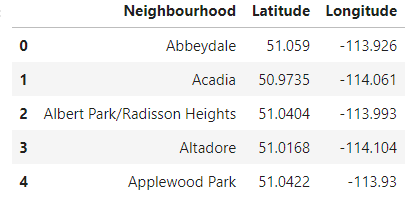 Neighbourhood Latitude Longitude
0 Abbeydale 51.059 -113.926
1 Acadia 50.9735 -114.061
2 Albert Park/Radisson Heights 51.0404 -113.993
3 Altadore 51.0168 -114.104
4 Applewood Park 51.0422 -113.93